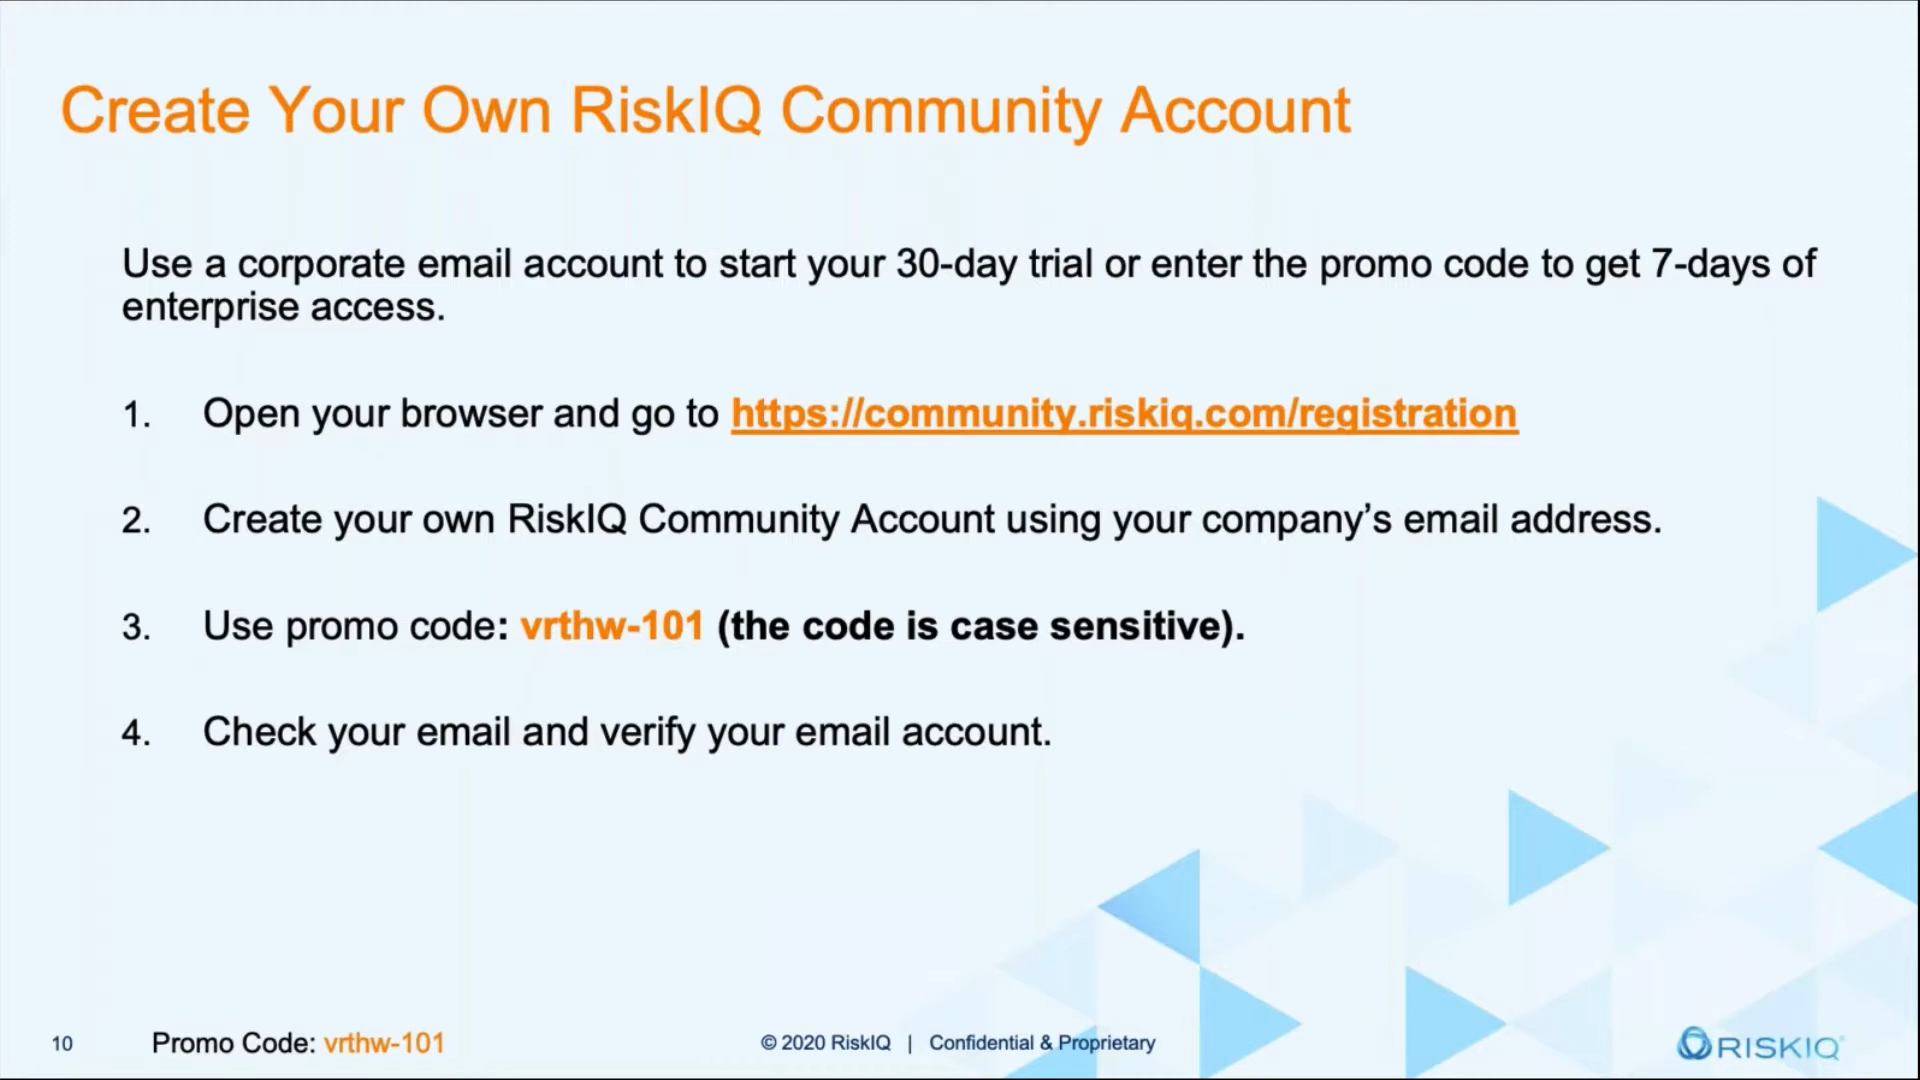 Create Your Own RiskIQ Community Account
Use a corporate email account to start your 30-day trial or enter the promo code to get 7-days of
enterprise access.
1. Open your browser and go to https://community.riskiq.com/registration
2. Create your own RiskIQ Community Account using your company’s email address.
3. Use promo code: vrthw-101 (the code is case sensitive).
4. Check your email and verify your email account.
10 Promo Code: vrthw-101 © 2020 RiskIQ | Confidential & Proprietary RISKIQ